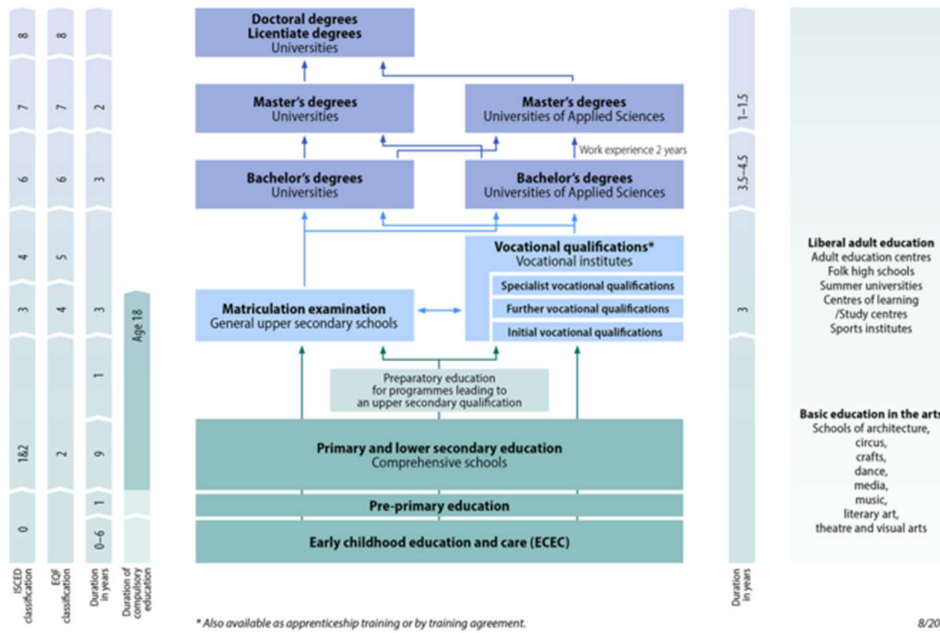 Doctoral degrees
Licentiate degrees
Universities
Master's degrees
Universities
Master's degrees
Universities of Applied Sciences
Work experience 2 years
Bachelor's degrees
Universities
Bachelor's degrees
Universities of Applied Sciences
Vocational qualifications*
Vocational institutes
Specialist vocational qualifications
Further vocational qualifications
Initial vocational qualifications
Matriculation examination
General upper secondary schools
Preparatory education
for programmes leading to
an upper secondary qualification
Primary and lower secondary education
Comprehensive schools
Pre-primary education
Early childhood education and care (ECEC)
8
7
6
4
3
1&2
0
ISCED
classification
8
7
6
5
4
2
EQF
classification
2
3
3
1
9
1
0–6
Duration
in years
Age 18
Duration of
compulsory
education
1–1.5
3.5–4.5
3
Duration
in years
Liberal adult education
Adult education centres
Folk high schools
Summer universities
Centres of learning
/Study centres
Sports institutes
Basic education in the arts
Schools of architecture,
circus,
crafts,
dance,
media,
music,
literary art,
theatre and visual arts
* Also available as apprenticeship training or by training agreement.
8/20